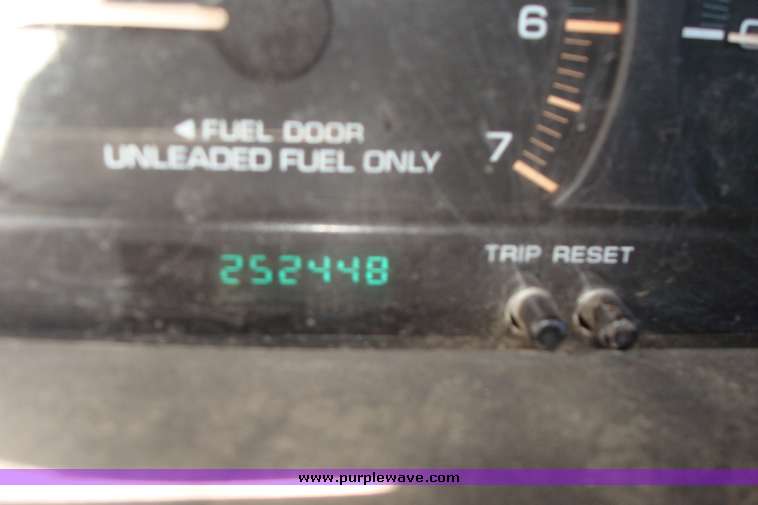 6
◄ FUEL DOOR
UNLEADED FUEL ONLY
7
252448
TRIP RESET
www.purplewave.com